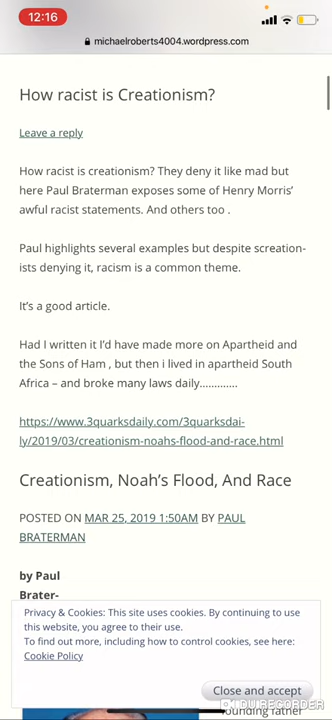 12:16
michaelroberts4004.wordpress.com
How racist is Creationism?
Leave a reply
How racist is creationism? They deny it like mad but
here Paul Braterman exposes some of Henry Morris’
awful racist statements. And others too .
Paul highlights several examples but despite screation-
ists denying it, racism is a common theme.
It’s a good article.
Had I written it I’d have made more on Apartheid and
the Sons of Ham , but then i lived in apartheid South
Africa – and broke many laws daily………….
https://www.3quarksdaily.com/3quarksdai-
ly/2019/03/creationism-noahs-flood-and-race.html
Creationism, Noah’s Flood, And Race
POSTED ON MAR 25, 2019 1:50AM BY PAUL
BRATERMAN
by Paul
Brater-
Privacy & Cookies: This site uses cookies. By continuing to use
this website, you agree to their use.
To find out more, including how to control cookies, see here:
Cookie Policy
Close and accept
DU RECORDER
father